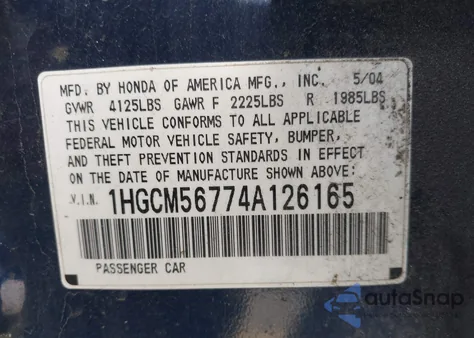 MFD. BY HONDA OF AMERICA MFG., INC. 5/04
GVWR 4125LBS GAWR F 2225LBS R 1985LBS
THIS VEHICLE CONFORMS TO ALL APPLICABLE
FEDERAL MOTOR VEHICLE SAFETY, BUMPER,
AND THEFT PREVENTION STANDARDS IN EFFECT
ON THE DATE OF MANUFACTURE SHOWN ABOVE:
V.I.N. 1HGCM56774A126165
PASSENGER CAR
autoSnap